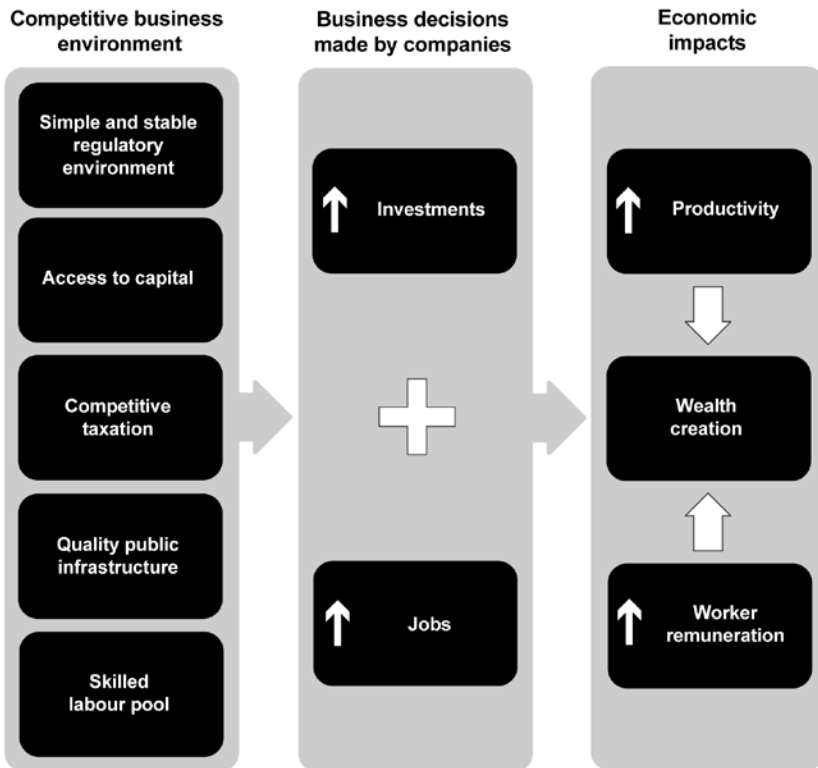 Competitive business
environment
Simple and stable
regulatory
environment
Access to capital
Competitive
taxation
Quality public
infrastructure
Skilled
labour pool
Business decisions
made by companies
Investments
Jobs
Economic
impacts
Productivity
Wealth
creation
Worker
remuneration